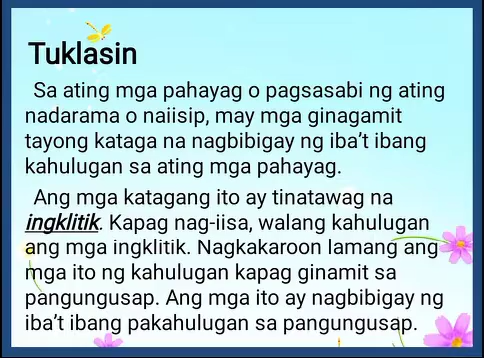 Tuklasin
Sa ating mga pahayag o pagsasabi ng ating
nadarama o naiisip, may mga ginagamit
tayong kataga na nagbibigay ng iba't ibang
kahulugan sa ating mga pahayag.
Ang mga katagang ito ay tinatawag na
ingklitik. Kapag nag-iisa, walang kahulugan
ang mga ingklitik. Nagkakaroon lamang ang
mga ito ng kahulugan kapag ginamit sa
pangungusap. Ang mga ito ay nagbibigay ng
iba't ibang pakahulugan sa pangungusap.